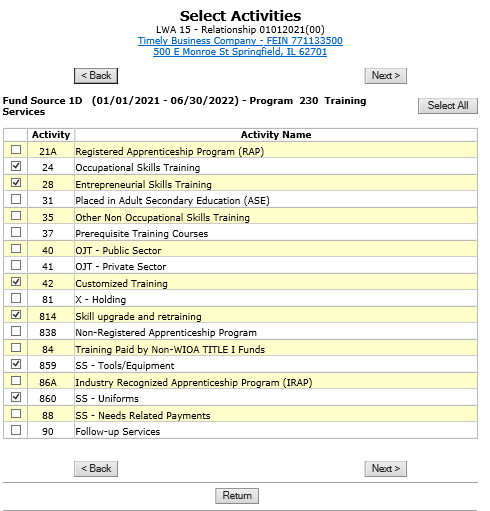 Select Activities
LWA 15 - Relationship 01012021(00)
Timely Business Company - FEIN 771133500
500 E Monroe St Springfield, IL 62701
< Back Next >
Fund Source 1D (01/01/2021 - 06/30/2022) - Program 230 Training
Services
Select All
Activity Activity Name
21A Registered Apprenticeship Program (RAP)
24 Occupational Skills Training
28 Entrepreneurial Skills Training
31 Placed in Adult Secondary Education (ASE)
35 Other Non Occupational Skills Training
37 Prerequisite Training Courses
40 OJT - Public Sector
41 OJT - Private Sector
42 Customized Training
81 X - Holding
814 Skill upgrade and retraining
838 Non-Registered Apprenticeship Program
84 Training Paid by Non-WIOA TITLE I Funds
859 SS - Tools/Equipment
86A Industry Recognized Apprenticeship Program (IRAP)
860 SS - Uniforms
88 SS - Needs Related Payments
90 Follow-up Services
< Back Next >
Return